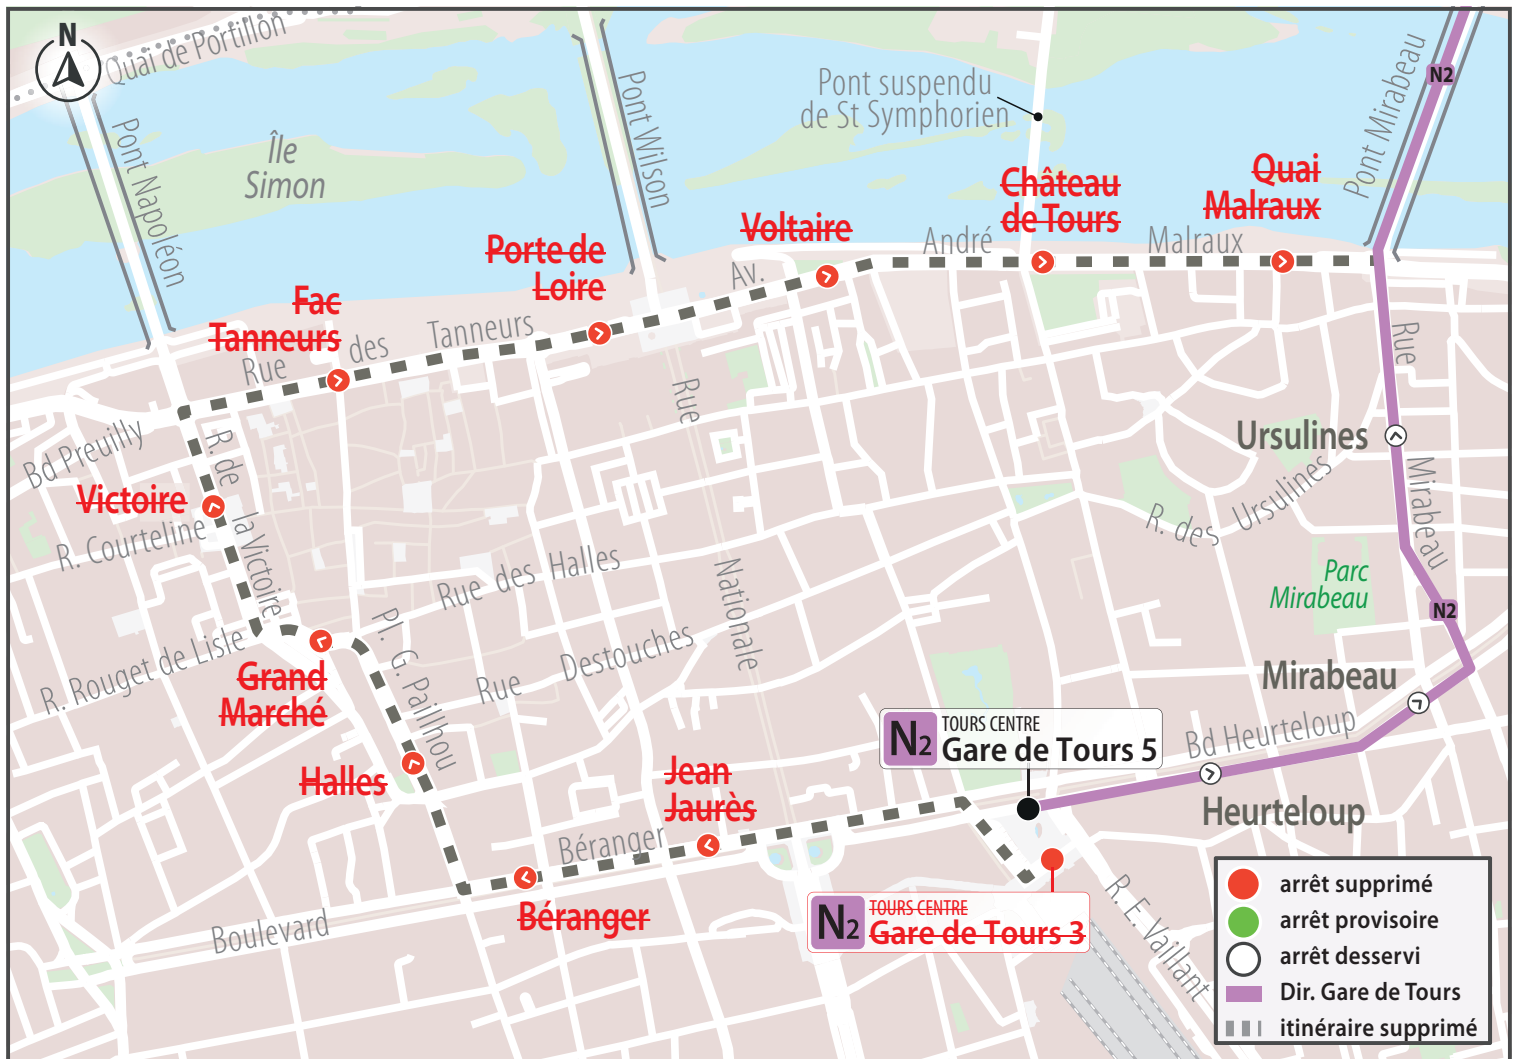 N
Quai de Portillon
Pont Napoléon
Île
Simon
Pont Wilson
Pont suspendu
de St Symphorien
Pont Mirabeau
N2
Château
de Tours
Quai
Malraux
Voltaire
Porte de
Loire
Fac
Tanneurs
Rue des Tanneurs
Av. André Malraux
Bd Preuilly
R. de la Victoire
Victoire
R. Courteline
Rue Nationale
Rue Mirabeau
Ursulines
R. des Ursulines
Parc
Mirabeau
N2
Rue des Halles
Pl. G. Pailhou
R. Rouget de Lisle
Grand
Marché
Rue Destouches
Mirabeau
Halles
Jean
Jaurès
N2 TOURS CENTRE
Gare de Tours 5
Bd Heurteloup
Heurteloup
Boulevard Béranger
Béranger
N2 TOURS CENTRE
Gare de Tours 3
R. E. Vaillant
arrêt supprimé
arrêt provisoire
arrêt desservi
Dir. Gare de Tours
itinéraire supprimé